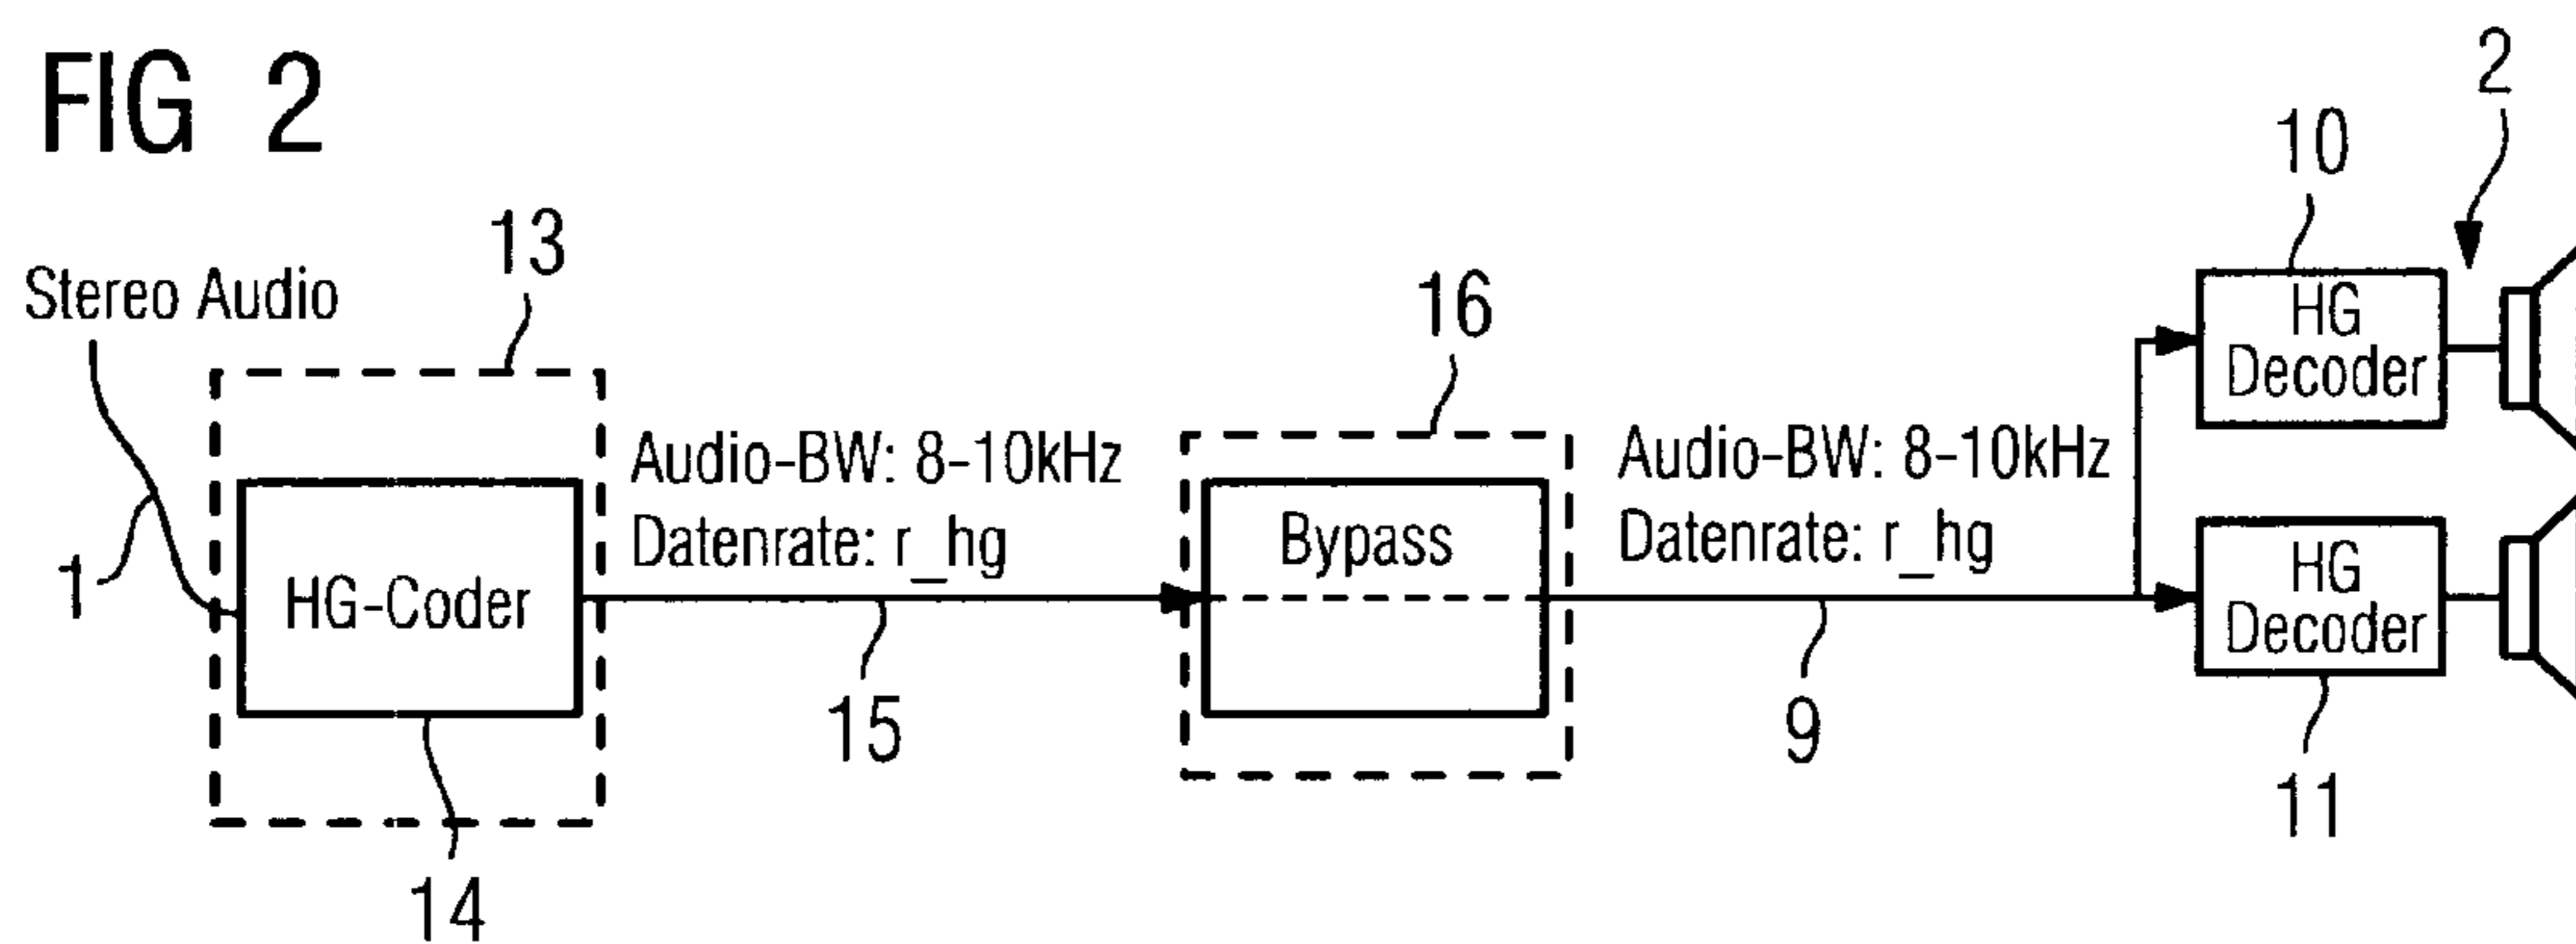 FIG 2
2
10
13
Stereo Audio
16
HG
Decoder
Audio-BW: 8-10kHz
Datenrate: r_hg
Audio-BW: 8-10kHz
Datenrate: r_hg
Bypass
HG-Coder
1
HG
Decoder
15
9
11
14